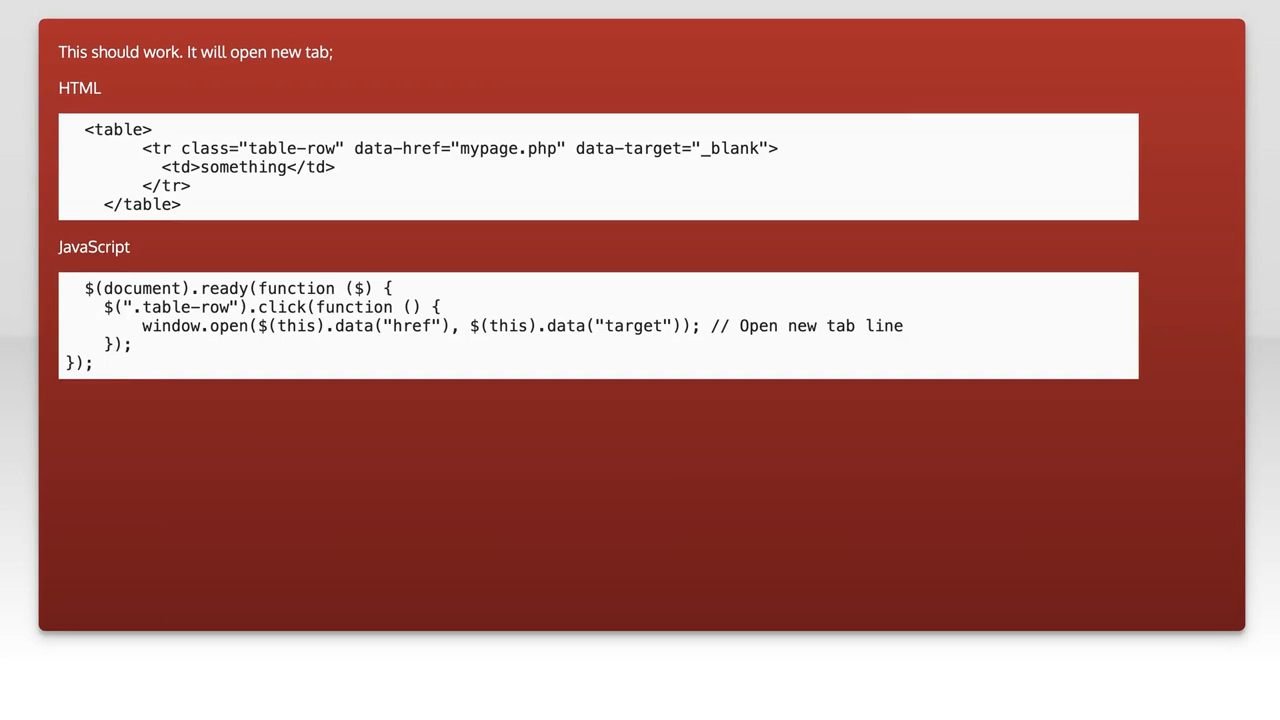 This should work. It will open new tab;
HTML
<table>
<tr class="table-row" data-href="mypage.php" data-target="_blank">
<td>something</td>
</tr>
</table>
JavaScript
$(document).ready(function ($) {
$(".table-row").click(function () {
window.open($(this).data("href"), $(this).data("target")); // Open new tab line
});
});